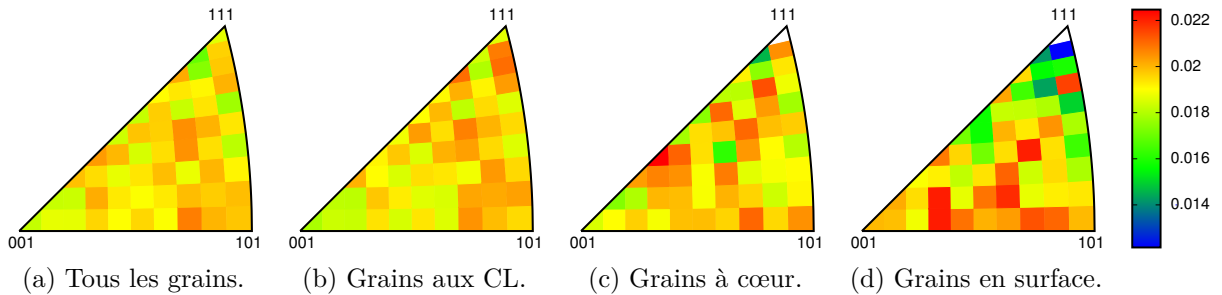 111 111 111 111
0.022
0.02
0.018
0.016
0.014
001 101 001 101 001 101 001 101
(a) Tous les grains. (b) Grains aux CL. (c) Grains à cœur. (d) Grains en surface.